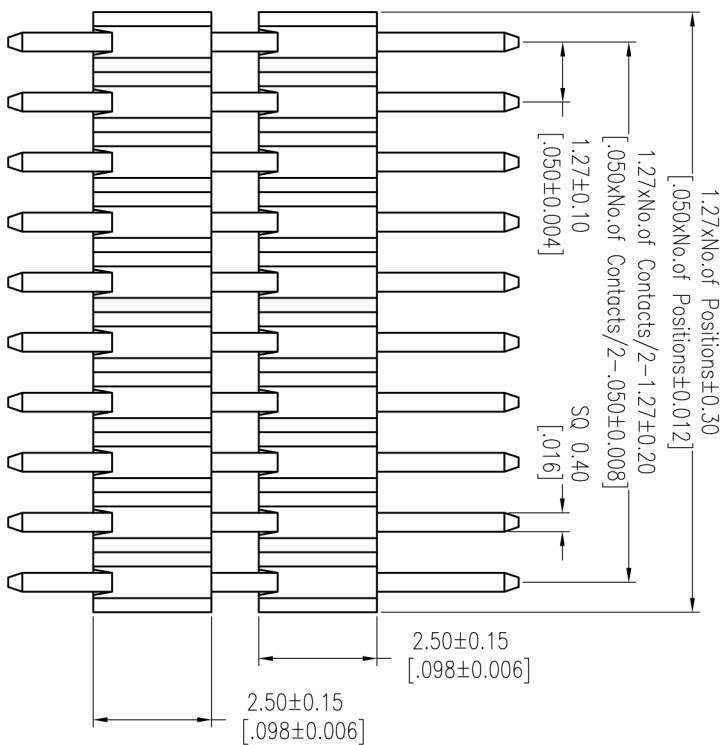 1.27xNo.of Positions±0.30
[.050xNo.of Positions±0.012]
1.27xNo.of Contacts/2-1.27±0.20
[.050xNo.of Contacts/2-.050±0.008]
1.27±0.10
[.050±0.004]
SQ 0.40
[.016]
2.50±0.15
[.098±0.006]
2.50±0.15
[.098±0.006]